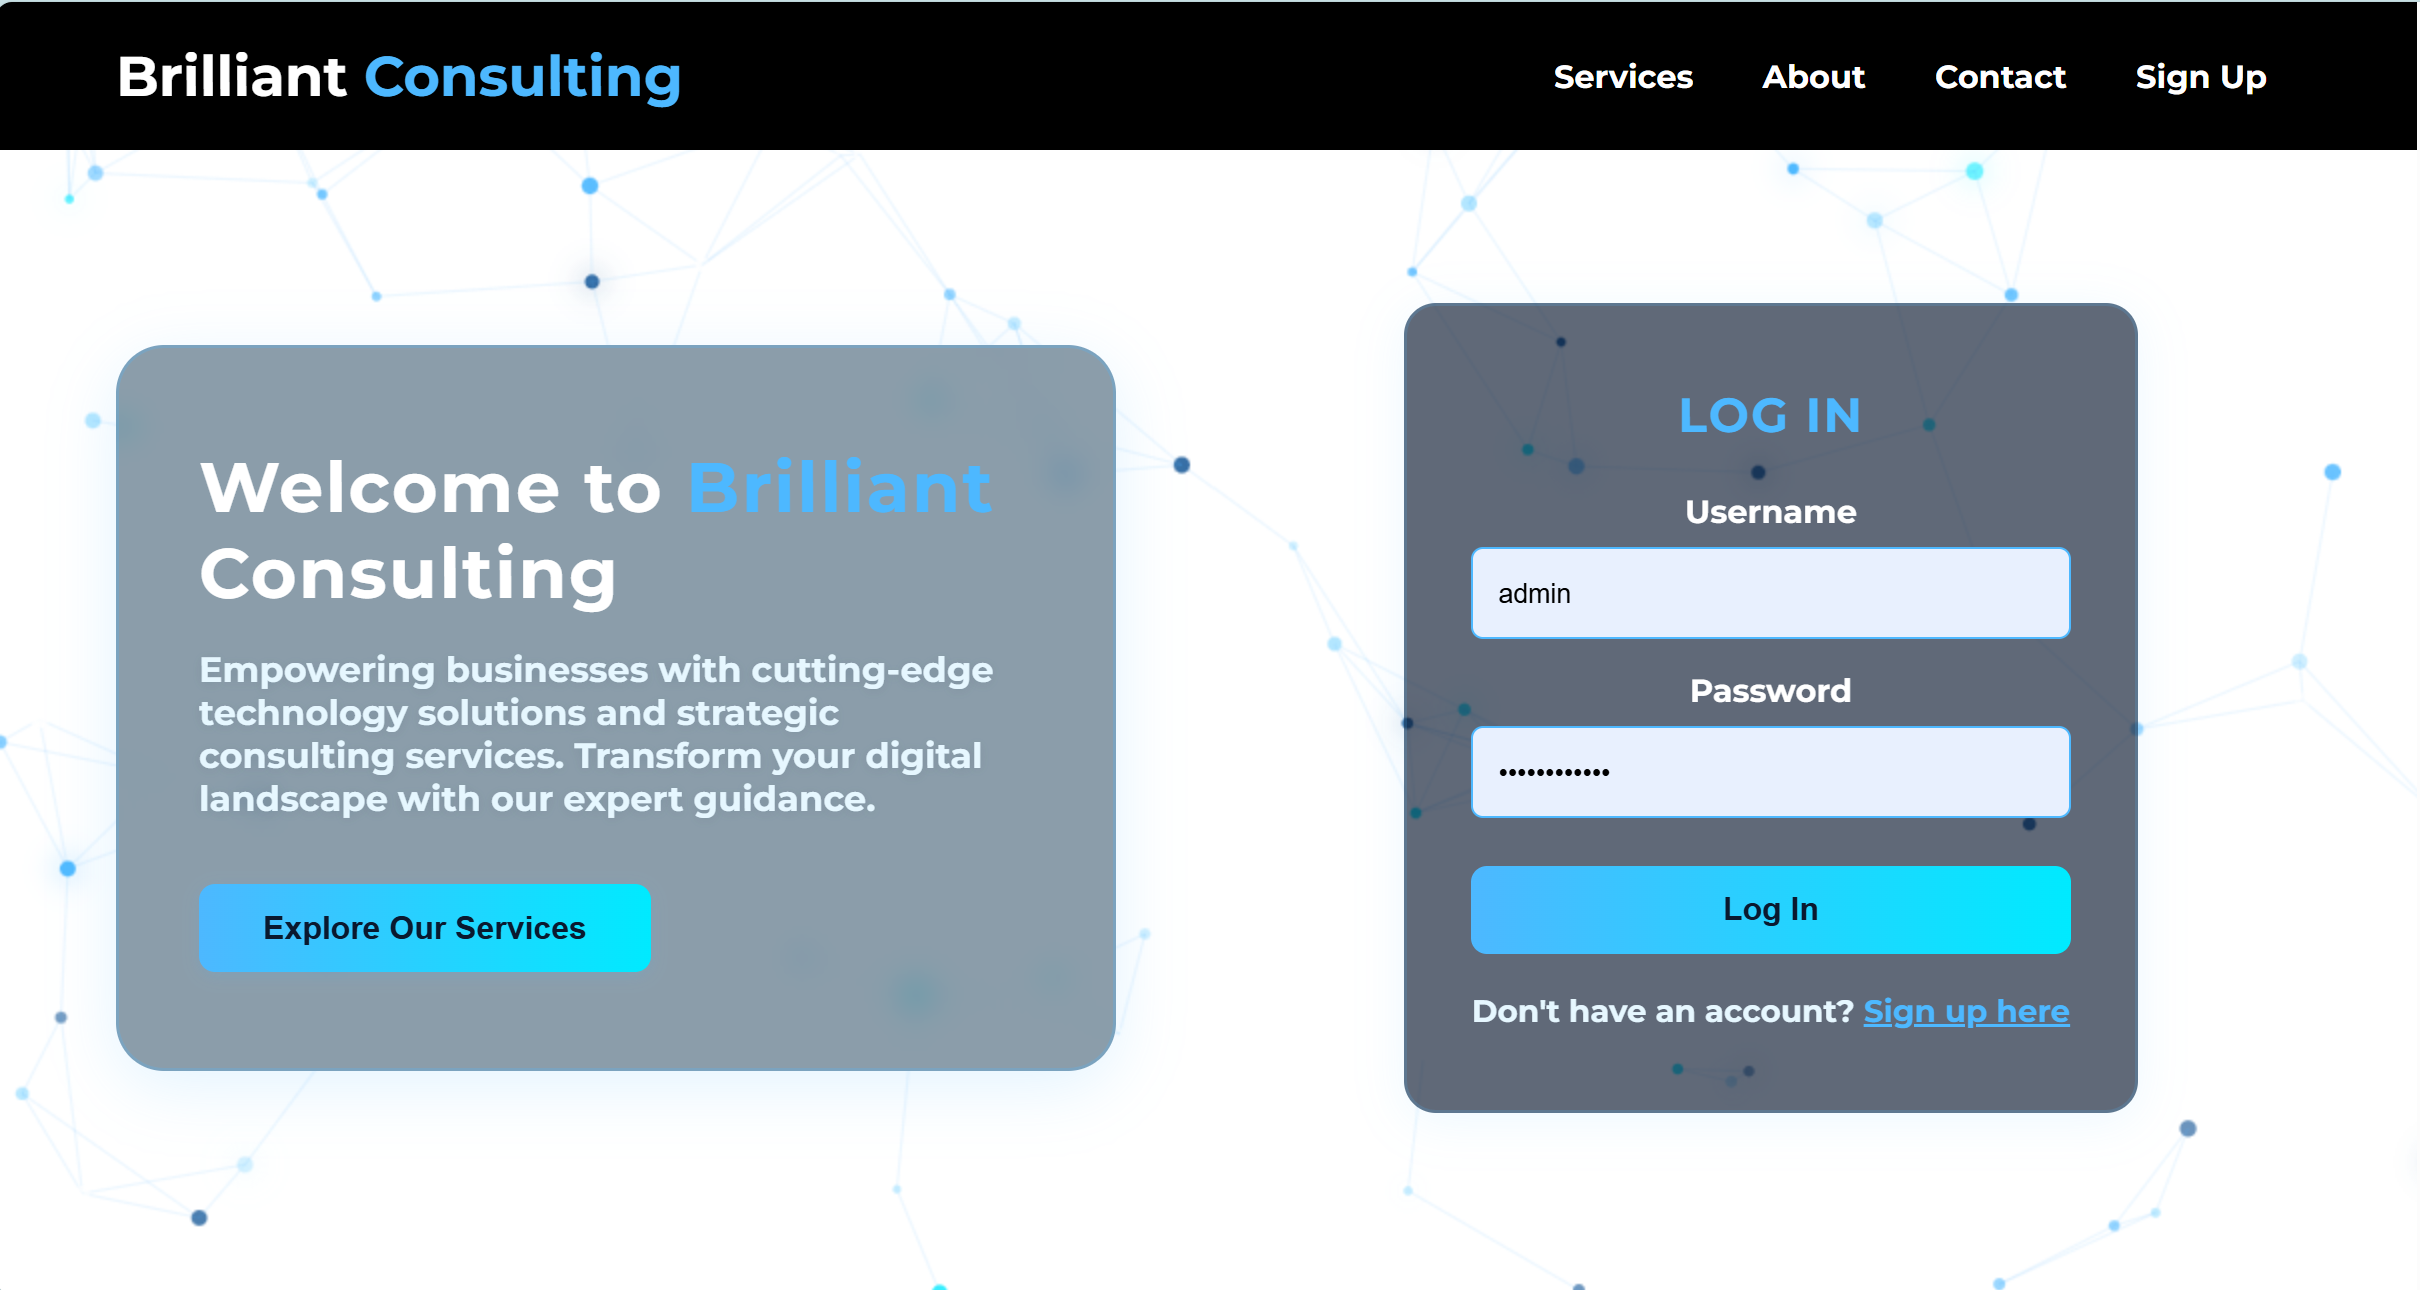 Brilliant Consulting
Services
About
Contact
Sign Up
Welcome to Brilliant
Consulting
Empowering businesses with cutting-edge
technology solutions and strategic
consulting services. Transform your digital
landscape with our expert guidance.
Explore Our Services
LOG IN
Username
admin
Password
••••••••••••
Log In
Don't have an account? Sign up here